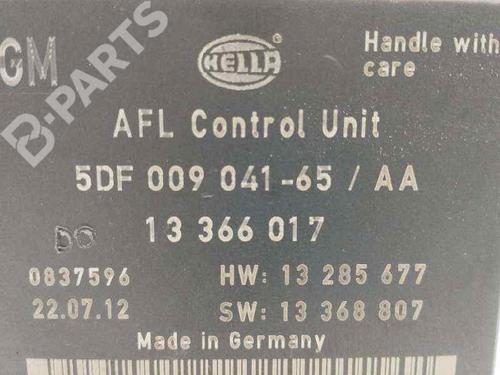 GM
HELLA
Handle with
care
B-PARTS
AFL Control Unit
5DF 009 041-65 / AA
DO
13 366 017
0837596
HW: 13 285 677
22.07.12
SW: 13 368 807
Made in Germany